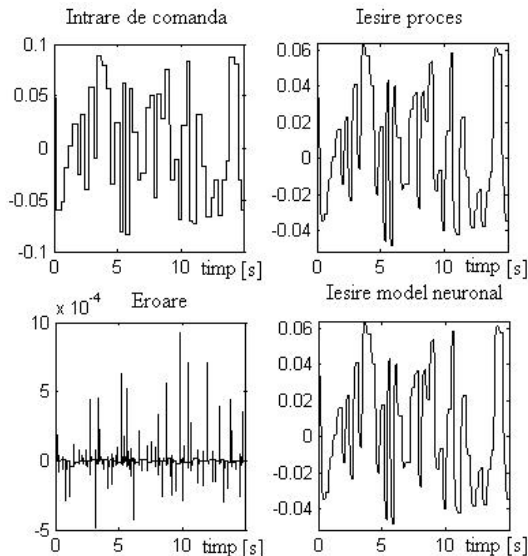 Intrare de comanda
0.1
0.05
0
-0.05
-0.1
0 5 10
timp [s]
Iesire proces
0.06
0.04
0.02
0
-0.02
-0.04
0 5 10
timp [s]
Eroare
x 10-4
10
5
0
-5
0 5 10
timp [s]
Iesire model neuronal
0.06
0.04
0.02
0
-0.02
-0.04
0 5 10
timp [s]